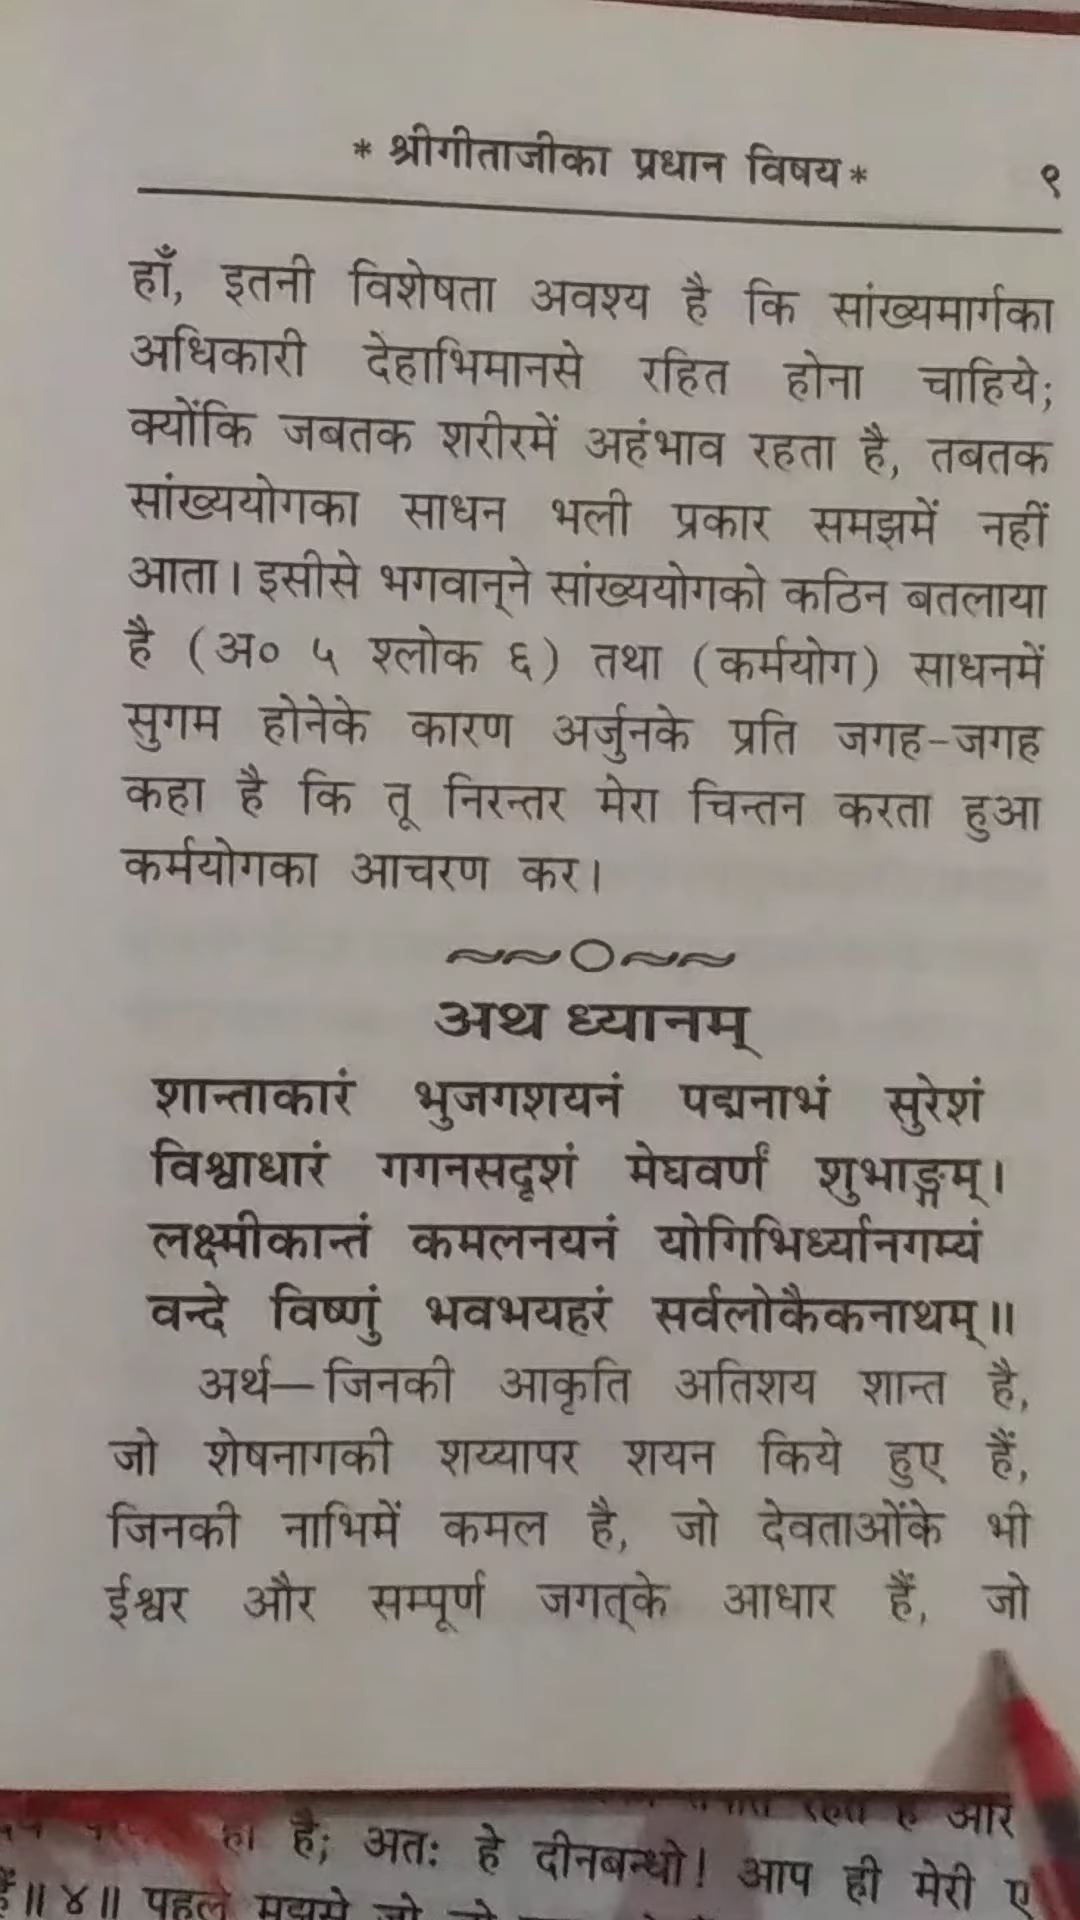 * श्रीगीताजीका प्रधान विषय * ९
हाँ, इतनी विशेषता अवश्य है कि सांख्यमार्गका
अधिकारी देहाभिमानसे रहित होना चाहिये;
क्योंकि जबतक शरीरमें अहंभाव रहता है, तबतक
सांख्ययोगका साधन भली प्रकार समझमें नहीं
आता। इसीसे भगवान्‌ने सांख्ययोगको कठिन बतलाया
है (अ० ५ श्लोक ६) तथा (कर्मयोग) साधनमें
सुगम होनेके कारण अर्जुनके प्रति जगह-जगह
कहा है कि तू निरन्तर मेरा चिन्तन करता हुआ
कर्मयोगका आचरण कर।
अथ ध्यानम्
शान्ताकारं भुजगशयनं पद्मनाभं सुरेशं
विश्वाधारं गगनसदृशं मेघवर्णं शुभाङ्गम्।
लक्ष्मीकान्तं कमलनयनं योगिभिर्ध्यानगम्यं
वन्दे विष्णुं भवभयहरं सर्वलोकैकनाथम्॥
अर्थ—जिनकी आकृति अतिशय शान्त है,
जो शेषनागकी शय्यापर शयन किये हुए हैं,
जिनकी नाभिमें कमल है, जो देवताओंके भी
ईश्वर और सम्पूर्ण जगत्‌के आधार हैं, जो
और
है; अतः हे दीनबन्धो! आप ही मेरी
॥ ४॥ पहले मुझसे जो